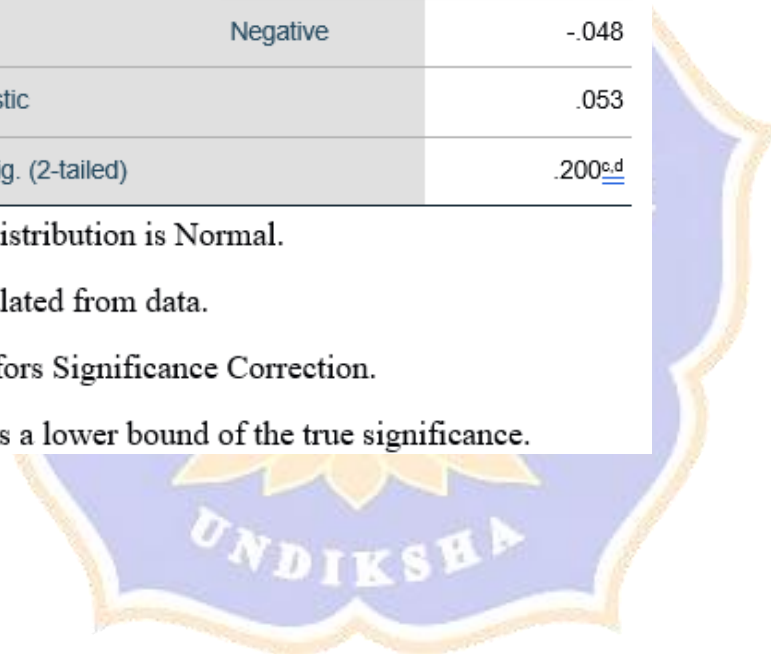 Negative -.048
stic .053
ig. (2-tailed) .200c,d
istribution is Normal.
lated from data.
fors Significance Correction.
s a lower bound of the true significance.
UNDIKSHA